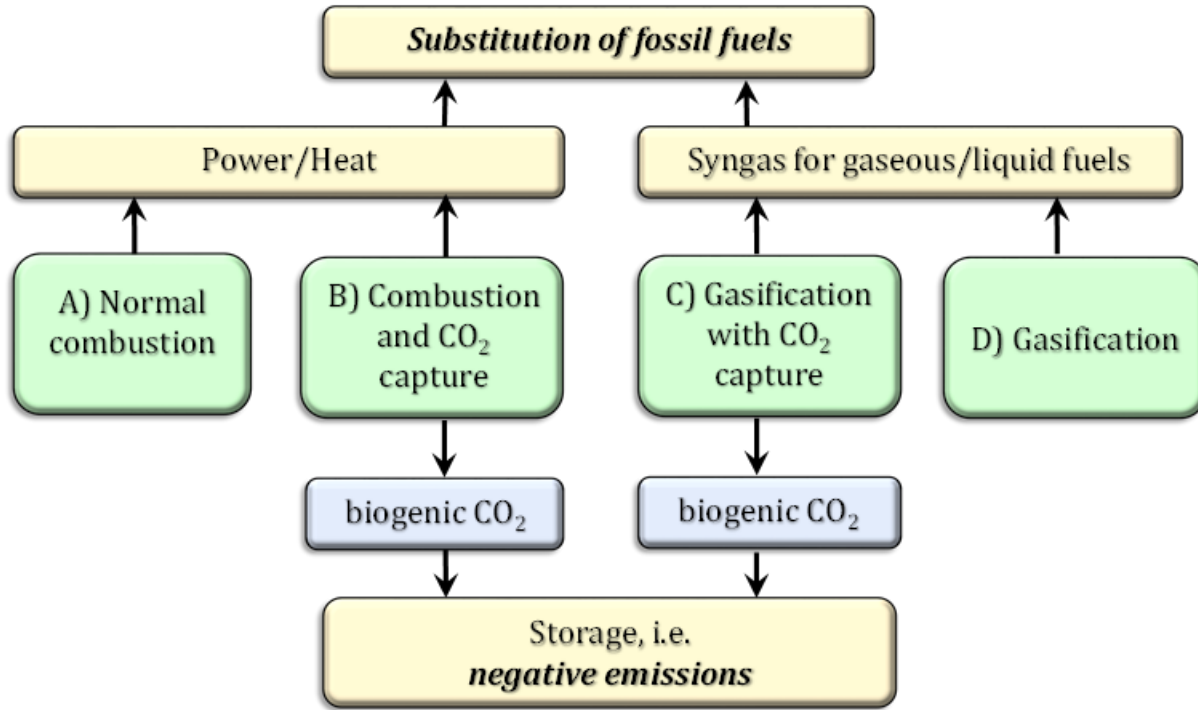 Substitution of fossil fuels
Power/Heat
Syngas for gaseous/liquid fuels
A) Normal
combustion
B) Combustion
and CO₂
capture
C) Gasification
with CO₂
capture
D) Gasification
biogenic CO₂
biogenic CO₂
Storage, i.e.
negative emissions